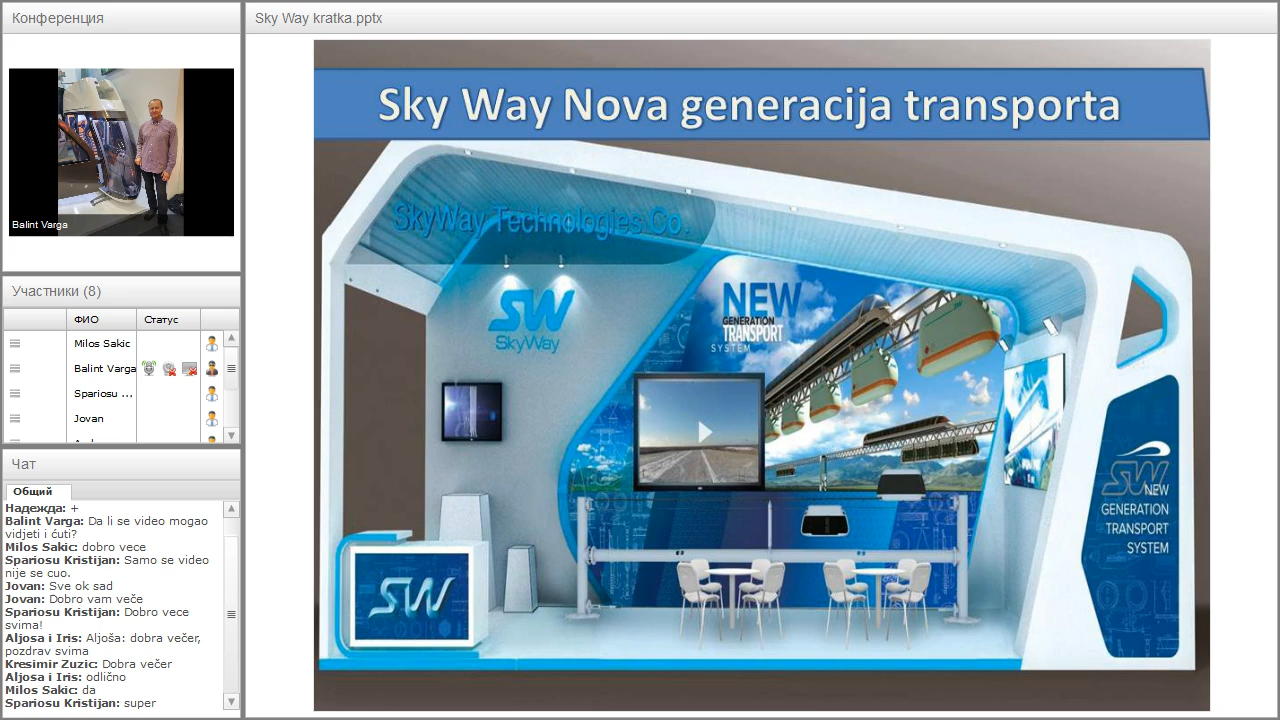 Конференция
Balint Varga
Участники (8)
ФИО Статус
Milos Sakic
Balint Varga
Spariosu ...
Jovan
Чат
Общий
Надежда: +
Balint Varga: Da li se video mogao
vidjeti i ćuti?
Milos Sakic: dobro vece
Spariosu Kristijan: Samo se video
nije se cuo.
Jovan: Sve ok sad
Jovan: Dobro vam veče
Spariosu Kristijan: Dobro vece
svima!
Aljosa i Iris: Aljoša: dobra večer,
pozdrav svima
Kresimir Zuzic: Dobra večer
Aljosa i Iris: odlično
Milos Sakic: da
Spariosu Kristijan: super
Sky Way kratka.pptx
Sky Way Nova generacija transporta
SkyWay Technologies Co.
SW
SkyWay
NEW
GENERATION
TRANSPORT
SYSTEM
SW
SW NEW
GENERATION
TRANSPORT
SYSTEM